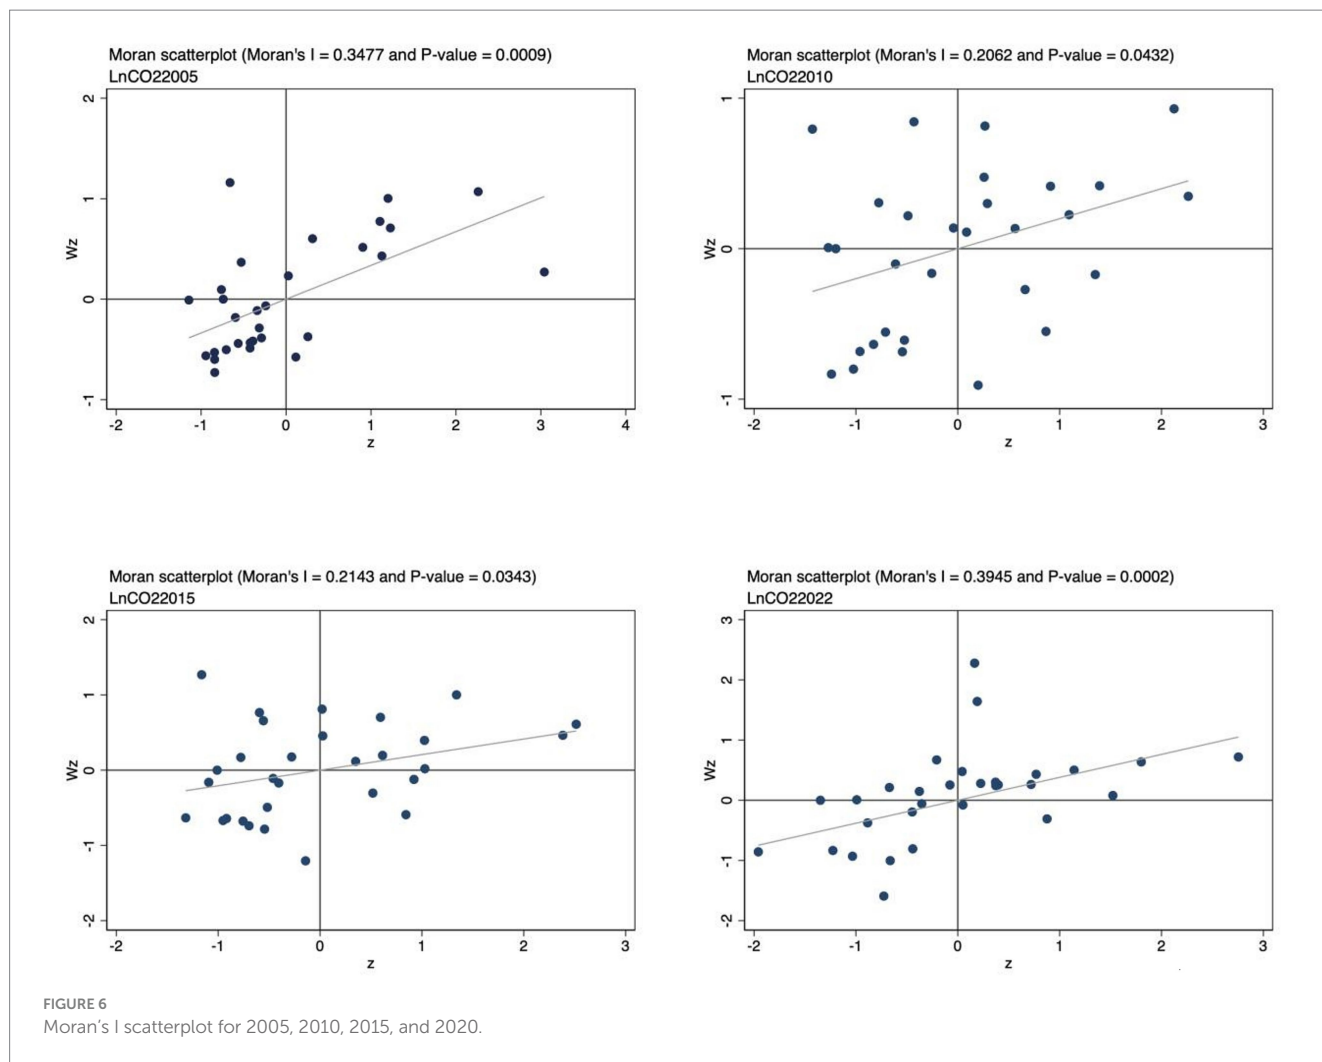 Moran scatterplot (Moran's I = 0.3477 and P-value = 0.0009)
LnCO22005
2
1
0
-1
Wz
-2 -1 0 1 2 3 4
z
Moran scatterplot (Moran's I = 0.2062 and P-value = 0.0432)
LnCO22010
1
0
-1
Wz
-2 -1 0 1 2 3
z
Moran scatterplot (Moran's I = 0.2143 and P-value = 0.0343)
LnCO22015
2
1
0
-1
-2
Wz
-2 -1 0 1 2 3
z
Moran scatterplot (Moran's I = 0.3945 and P-value = 0.0002)
LnCO22022
3
2
1
0
-1
-2
Wz
-2 -1 0 1 2 3
z
FIGURE 6
Moran's I scatterplot for 2005, 2010, 2015, and 2020.